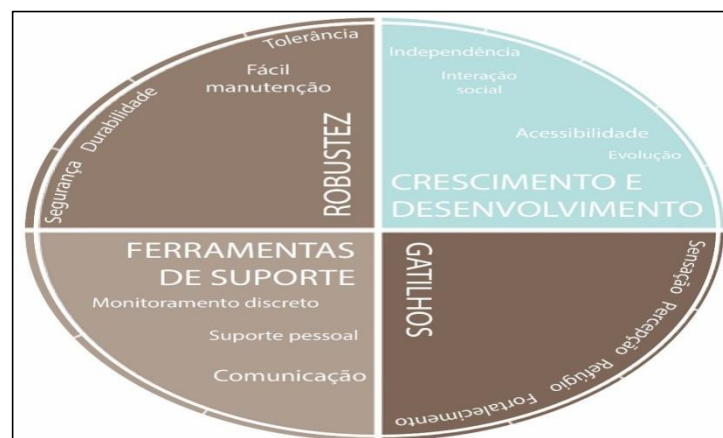 Tolerância
Fácil
manutenção
Durabilidade
Segurança
ROBUSTEZ
Independência
Interação
social
Acessibilidade
Evolução
CRESCIMENTO E
DESENVOLVIMENTO
FERRAMENTAS
DE SUPORTE
Monitoramento discreto
Suporte pessoal
Comunicação
GATILHOS
Sensação
Percepção
Refúgio
Fortalecimento